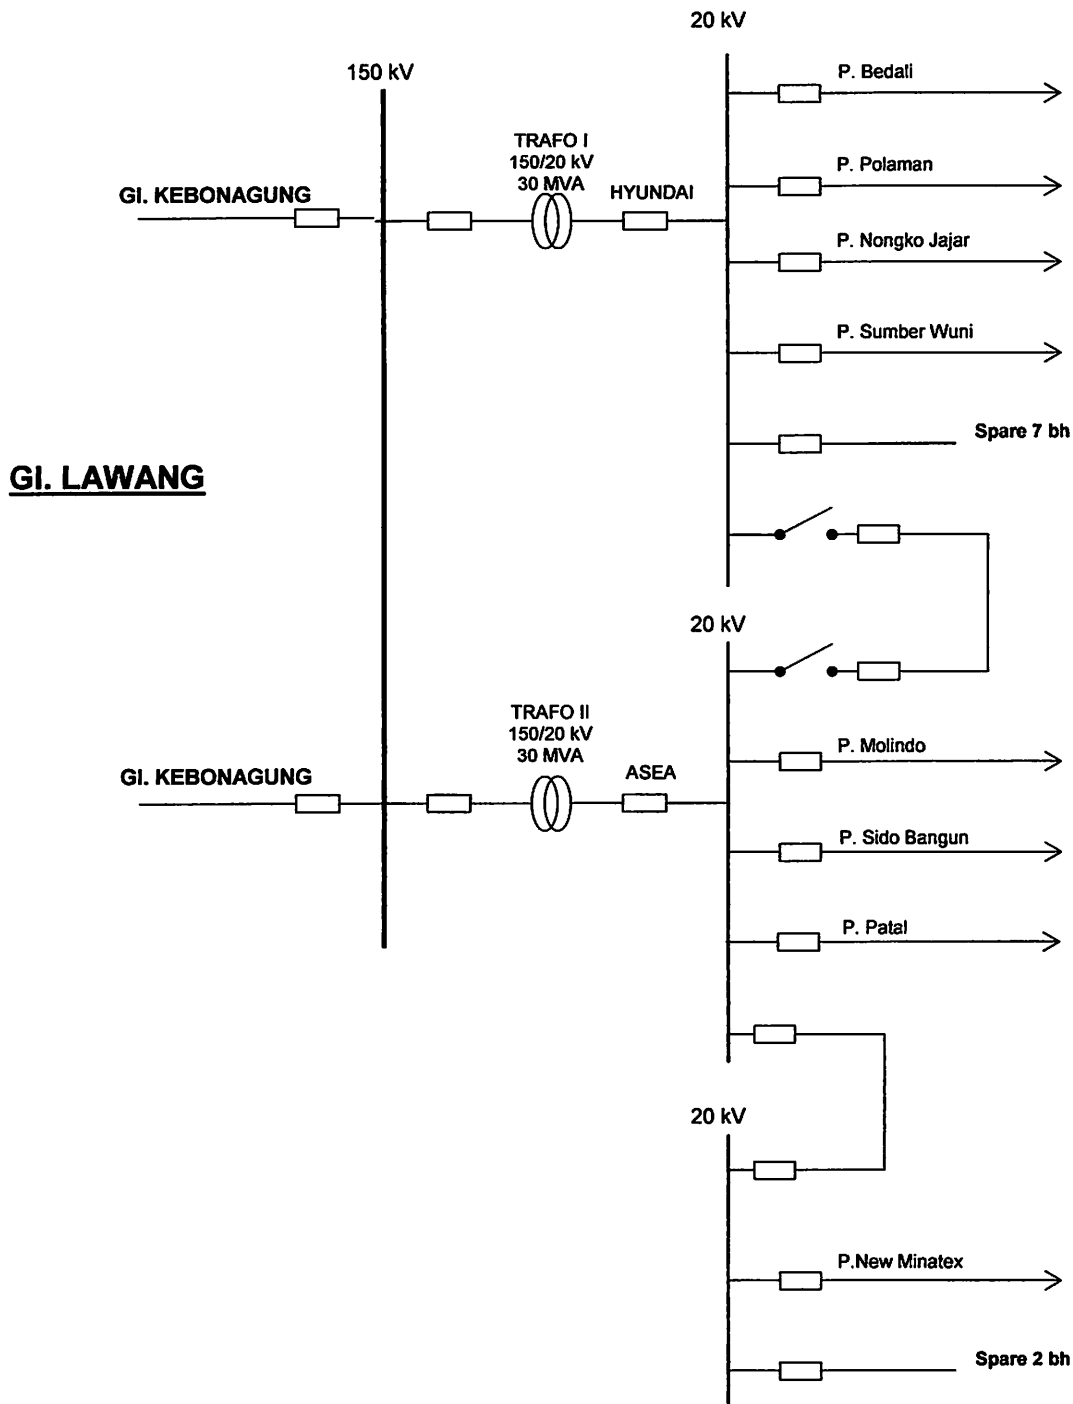 20 kV
150 kV
P. Bedali
TRAFO I
150/20 kV
30 MVA
HYUNDAI
GI. KEBONAGUNG
P. Polaman
P. Nongko Jajar
P. Sumber Wuni
Spare 7 bh
GI. LAWANG
20 kV
TRAFO II
150/20 kV
30 MVA
ASEA
GI. KEBONAGUNG
P. Molindo
P. Sido Bangun
P. Patal
20 kV
P.New Minatex
Spare 2 bh